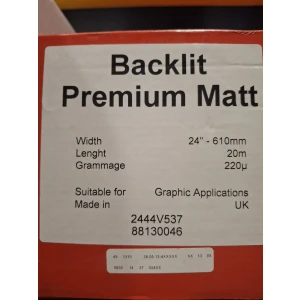 Backlit
Premium Matt
Width 24" - 610mm
Lenght 20m
Grammage 220µ
Suitable for Graphic Applications
Made in UK
2444V537
88130046